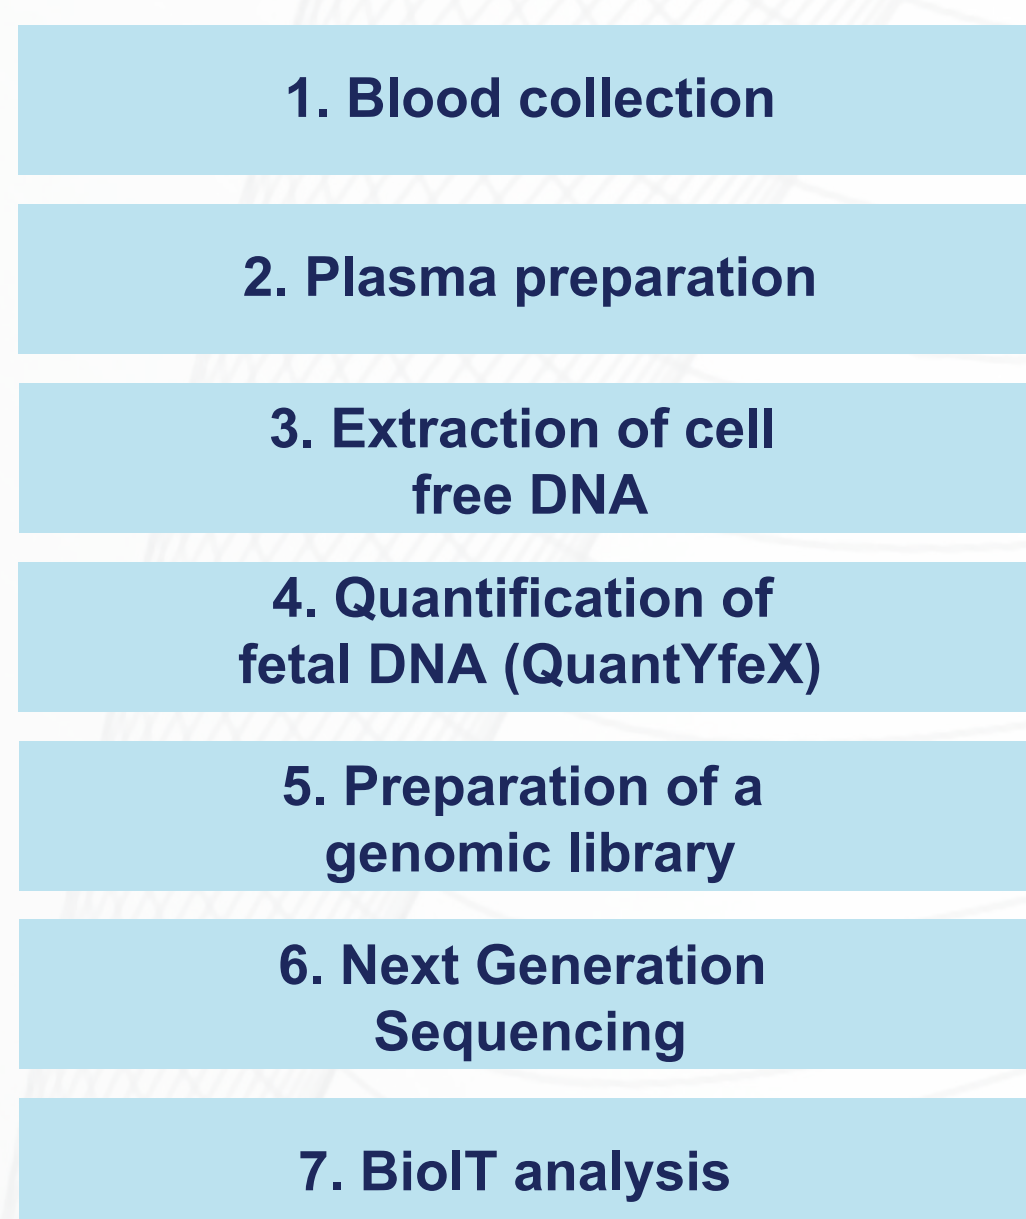 1. Blood collection
2. Plasma preparation
3. Extraction of cell
free DNA
4. Quantification of
fetal DNA (QuantYfeX)
5. Preparation of a
genomic library
6. Next Generation
Sequencing
7. BioIT analysis